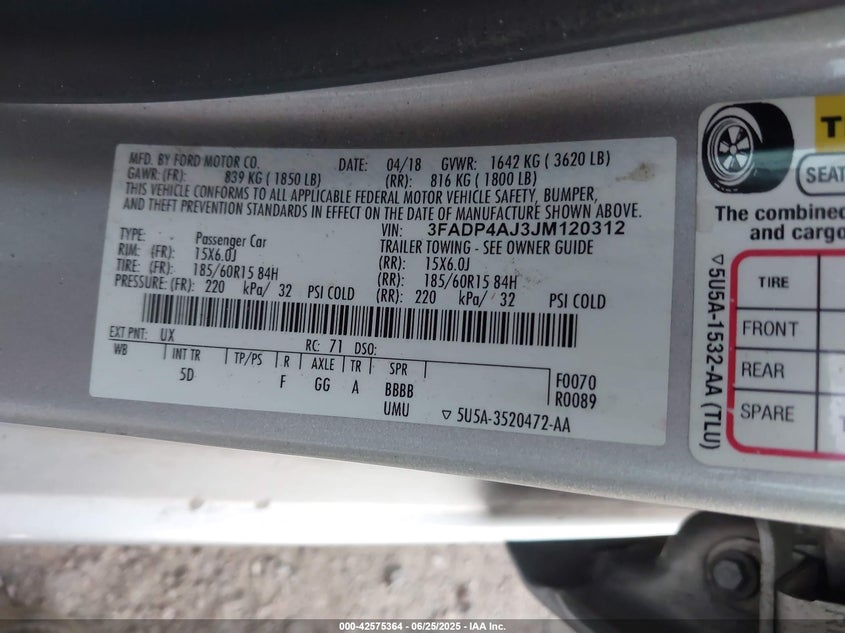 MFD. BY FORD MOTOR CO. DATE: 04/18 GVWR: 1642 KG ( 3620 LB)
GAWR: (FR): 839 KG ( 1850 LB) (RR): 816 KG ( 1800 LB)
THIS VEHICLE CONFORMS TO ALL APPLICABLE FEDERAL MOTOR VEHICLE SAFETY, BUMPER,
AND THEFT PREVENTION STANDARDS IN EFFECT ON THE DATE OF MANUFACTURE SHOWN ABOVE.
VIN: 3FADP4AJ3JM120312
TYPE: Passenger Car TRAILER TOWING - SEE OWNER GUIDE
RIM: (FR): 15X6.0J (RR): 15X6.0J
TIRE: (FR): 185/60R15 84H (RR): 185/60R15 84H
PRESSURE: (FR): 220 kPa/ 32 PSI COLD (RR): 220 kPa/ 32 PSI COLD
EXT PNT: UX RC: 71 DSO:
WB INT TR TP/PS R AXLE TR SPR
5D F GG A BBBB
UMU
F0070
R0089
▽ 5U5A-3520472-AA
SEAT
The combined
and cargo
TIRE
FRONT
REAR
SPARE
▽5U5A-1532-AA (TLU)
000-42575364 - 06/25/2025 - IAA Inc.